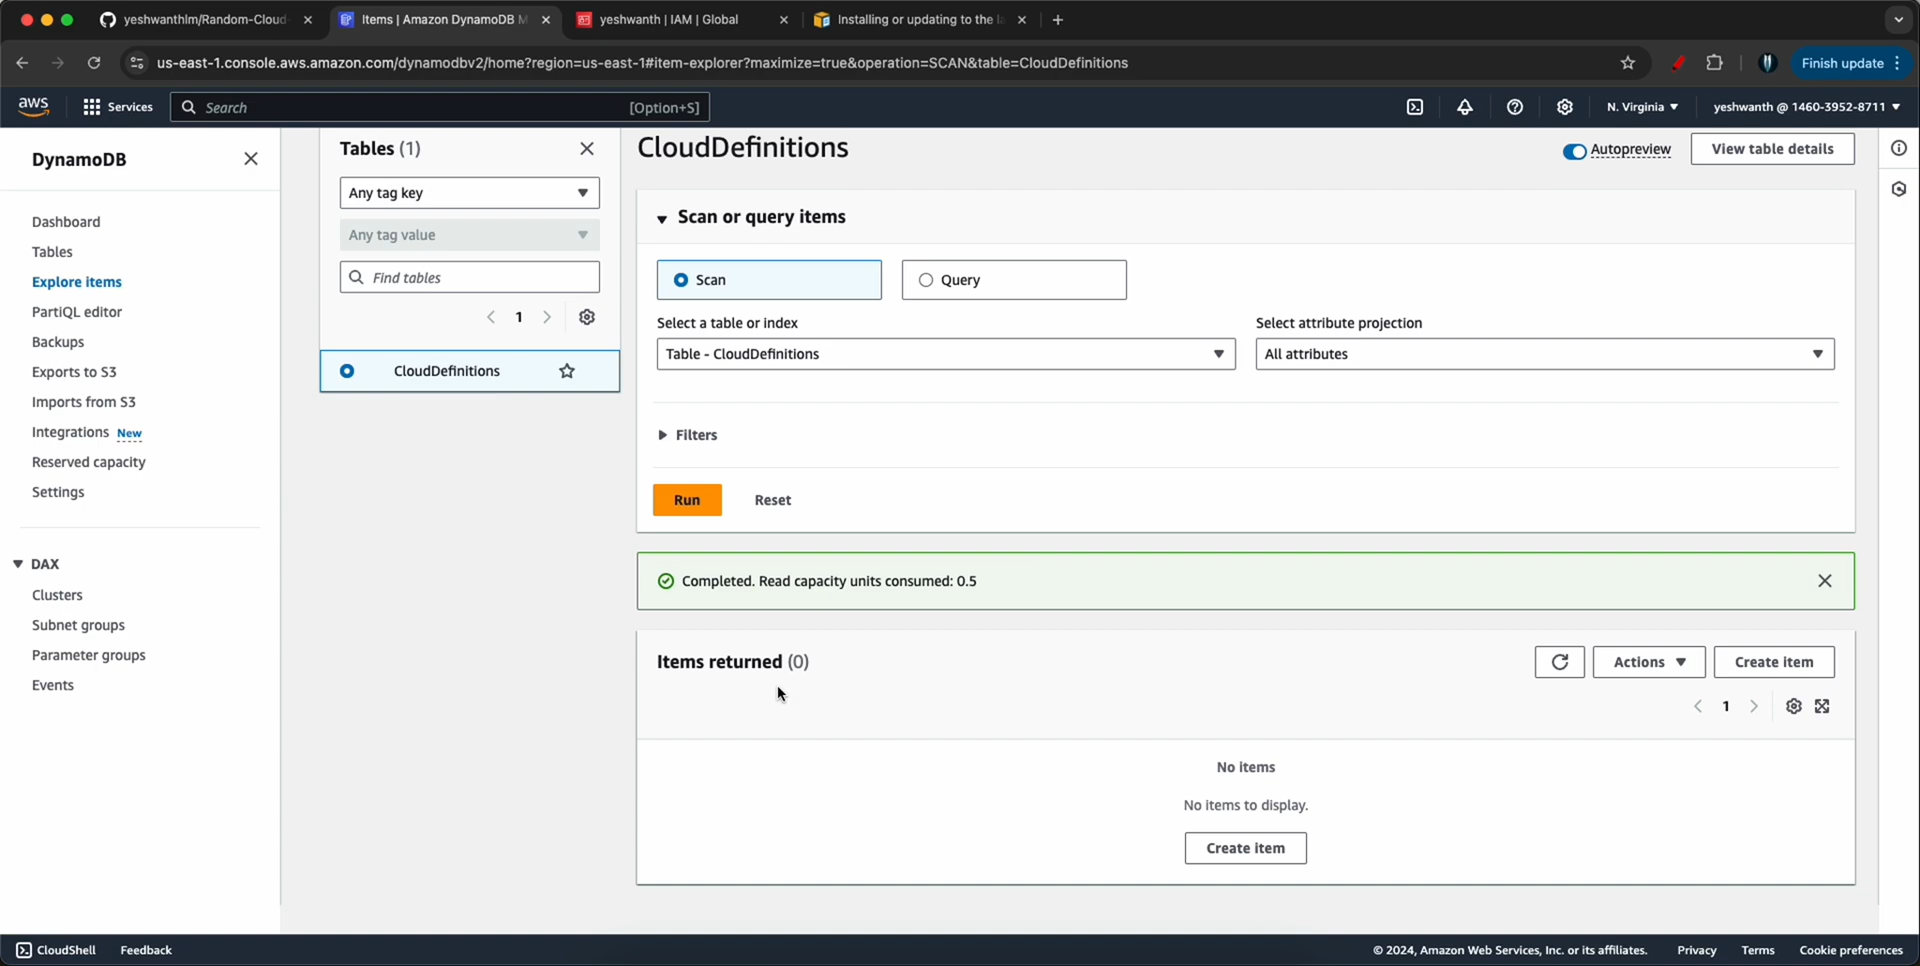 yeshwanthlm/Random-Cloud-
Items | Amazon DynamoDB M
yeshwanth | IAM | Global
Installing or updating to the la
us-east-1.console.aws.amazon.com/dynamodbv2/home?region=us-east-1#item-explorer?maximize=true&operation=SCAN&table=CloudDefinitions
Finish update
aws
Services
Search
[Option+S]
N. Virginia
yeshwanth @ 1460-3952-8711
DynamoDB
Dashboard
Tables
Explore items
PartiQL editor
Backups
Exports to S3
Imports from S3
Integrations New
Reserved capacity
Settings
DAX
Clusters
Subnet groups
Parameter groups
Events
Tables (1)
Any tag key
Any tag value
Find tables
1
CloudDefinitions
CloudDefinitions
Autopreview
View table details
Scan or query items
Scan
Query
Select a table or index
Table - CloudDefinitions
Select attribute projection
All attributes
Filters
Run
Reset
Completed. Read capacity units consumed: 0.5
Items returned (0)
Actions
Create item
1
No items
No items to display.
Create item
CloudShell
Feedback
© 2024, Amazon Web Services, Inc. or its affiliates.
Privacy
Terms
Cookie preferences